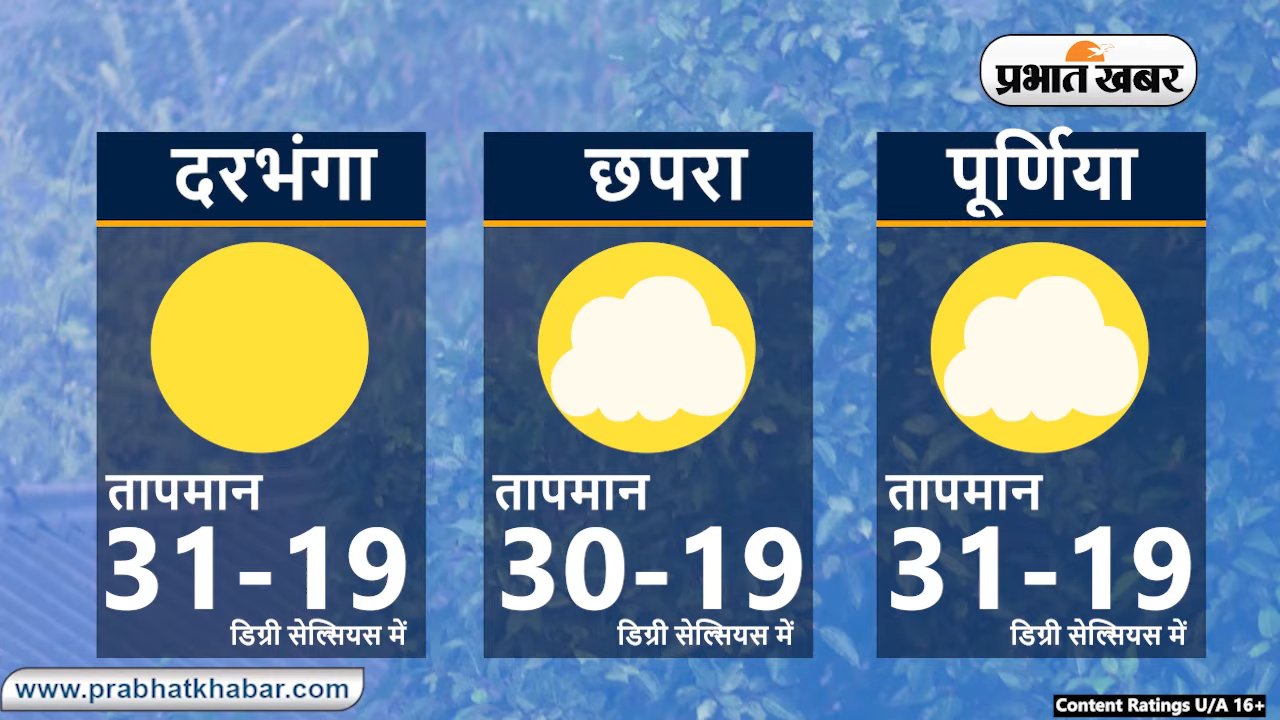 प्रभात खबर
दरभंगा
तापमान
31-19
डिग्री सेल्सियस में
छपरा
तापमान
30-19
डिग्री सेल्सियस में
पूर्णिया
तापमान
31-19
डिग्री सेल्सियस में
www.prabhatkhabar.com
Content Ratings U/A 16+